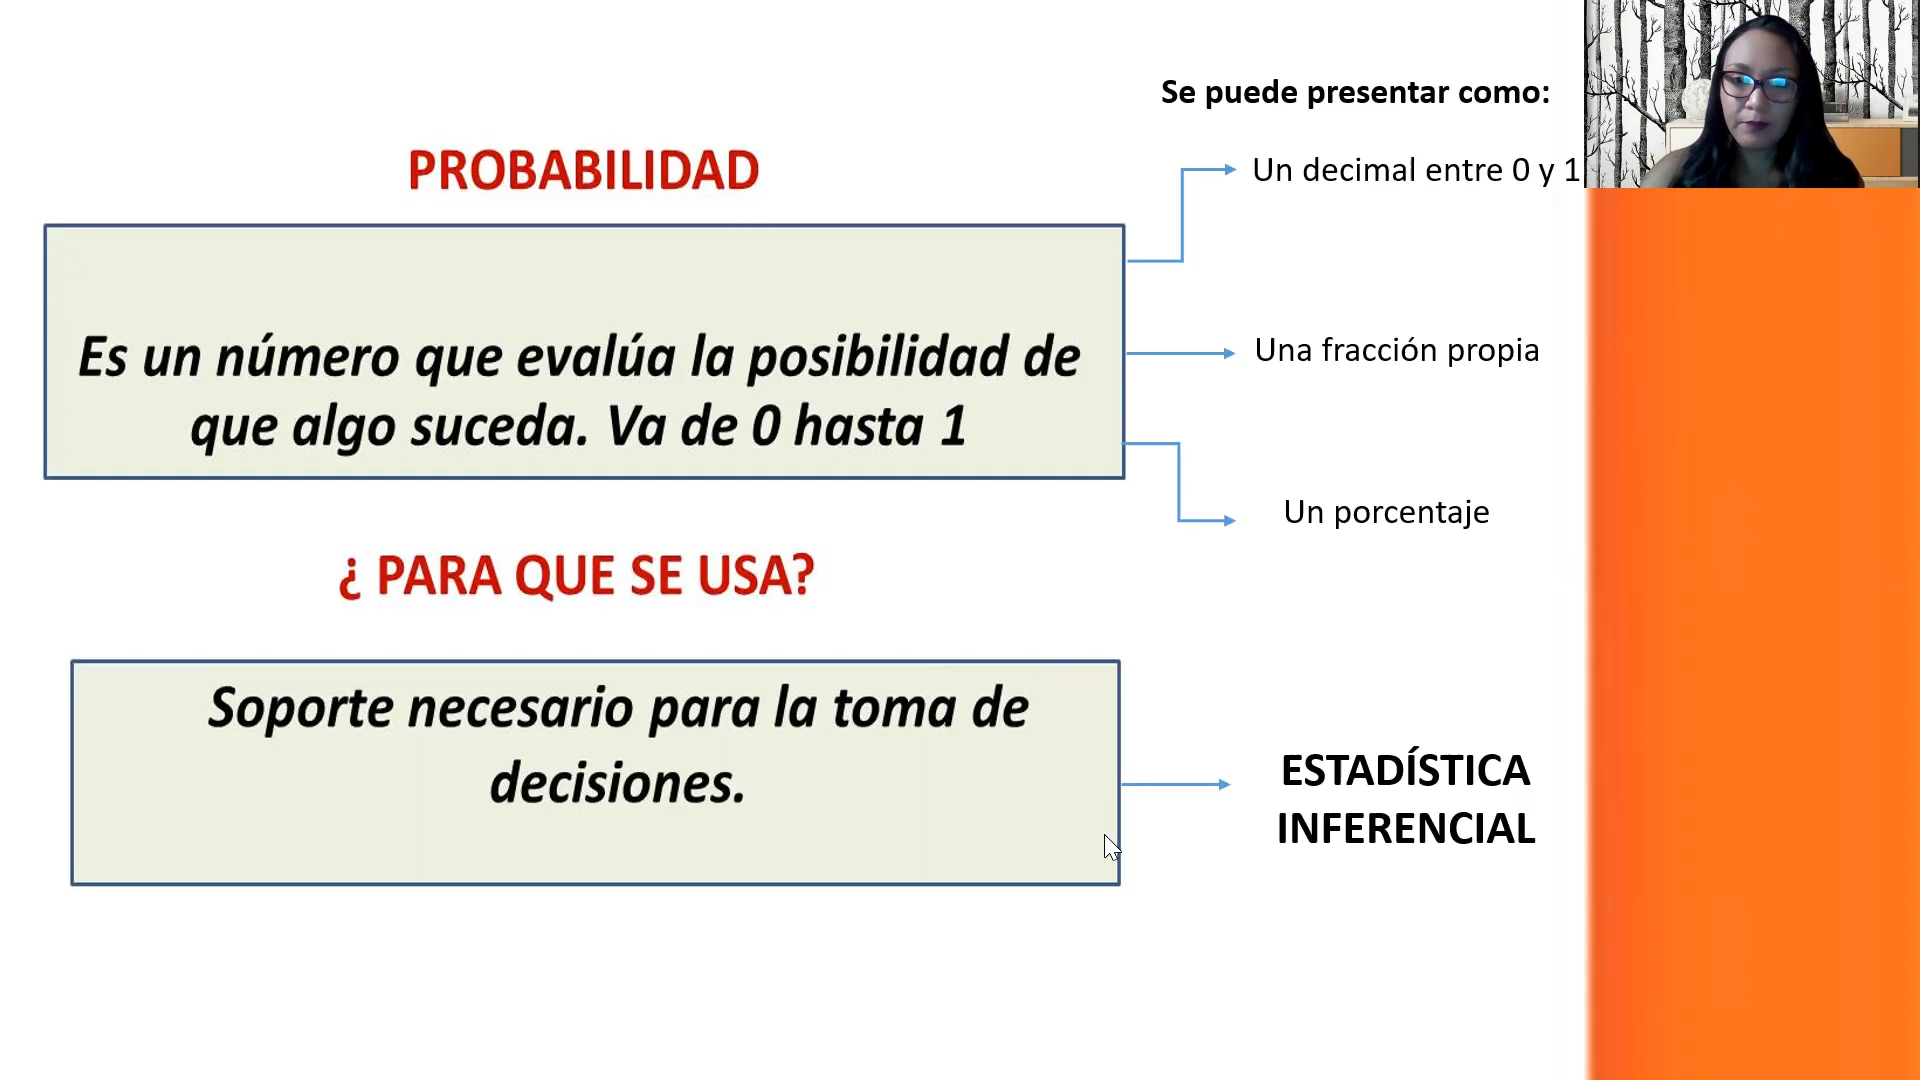 PROBABILIDAD
Es un número que evalúa la posibilidad de
que algo suceda. Va de 0 hasta 1
Se puede presentar como:
Un decimal entre 0 y 1
Una fracción propia
Un porcentaje
¿ PARA QUE SE USA?
Soporte necesario para la toma de
decisiones.
ESTADÍSTICA
INFERENCIAL